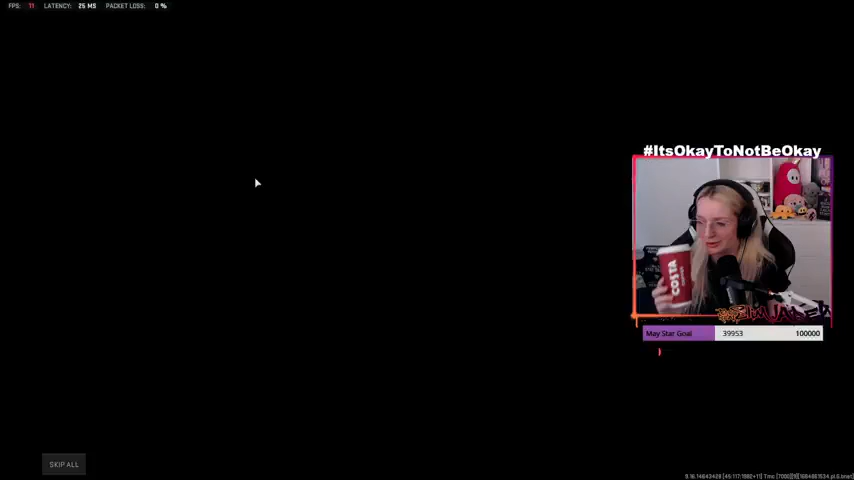 FPS: 11 LATENCY: 25 MS PACKET LOSS: 0 %
#ItsOkayToNotBeOkay
COSTA
May Star Goal 39953 100000
SKIP ALL